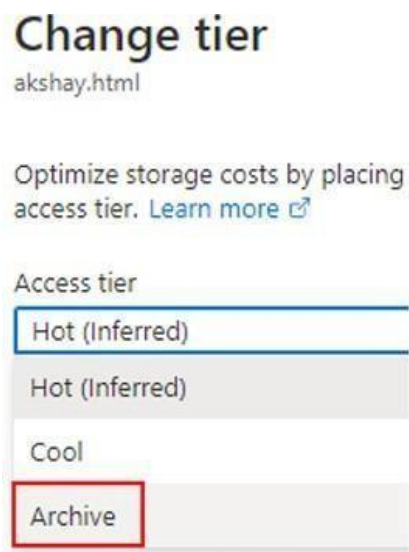 Change tier
akshay.html
Optimize storage costs by placing
access tier. Learn more
Access tier
Hot (Inferred)
Hot (Inferred)
Cool
Archive